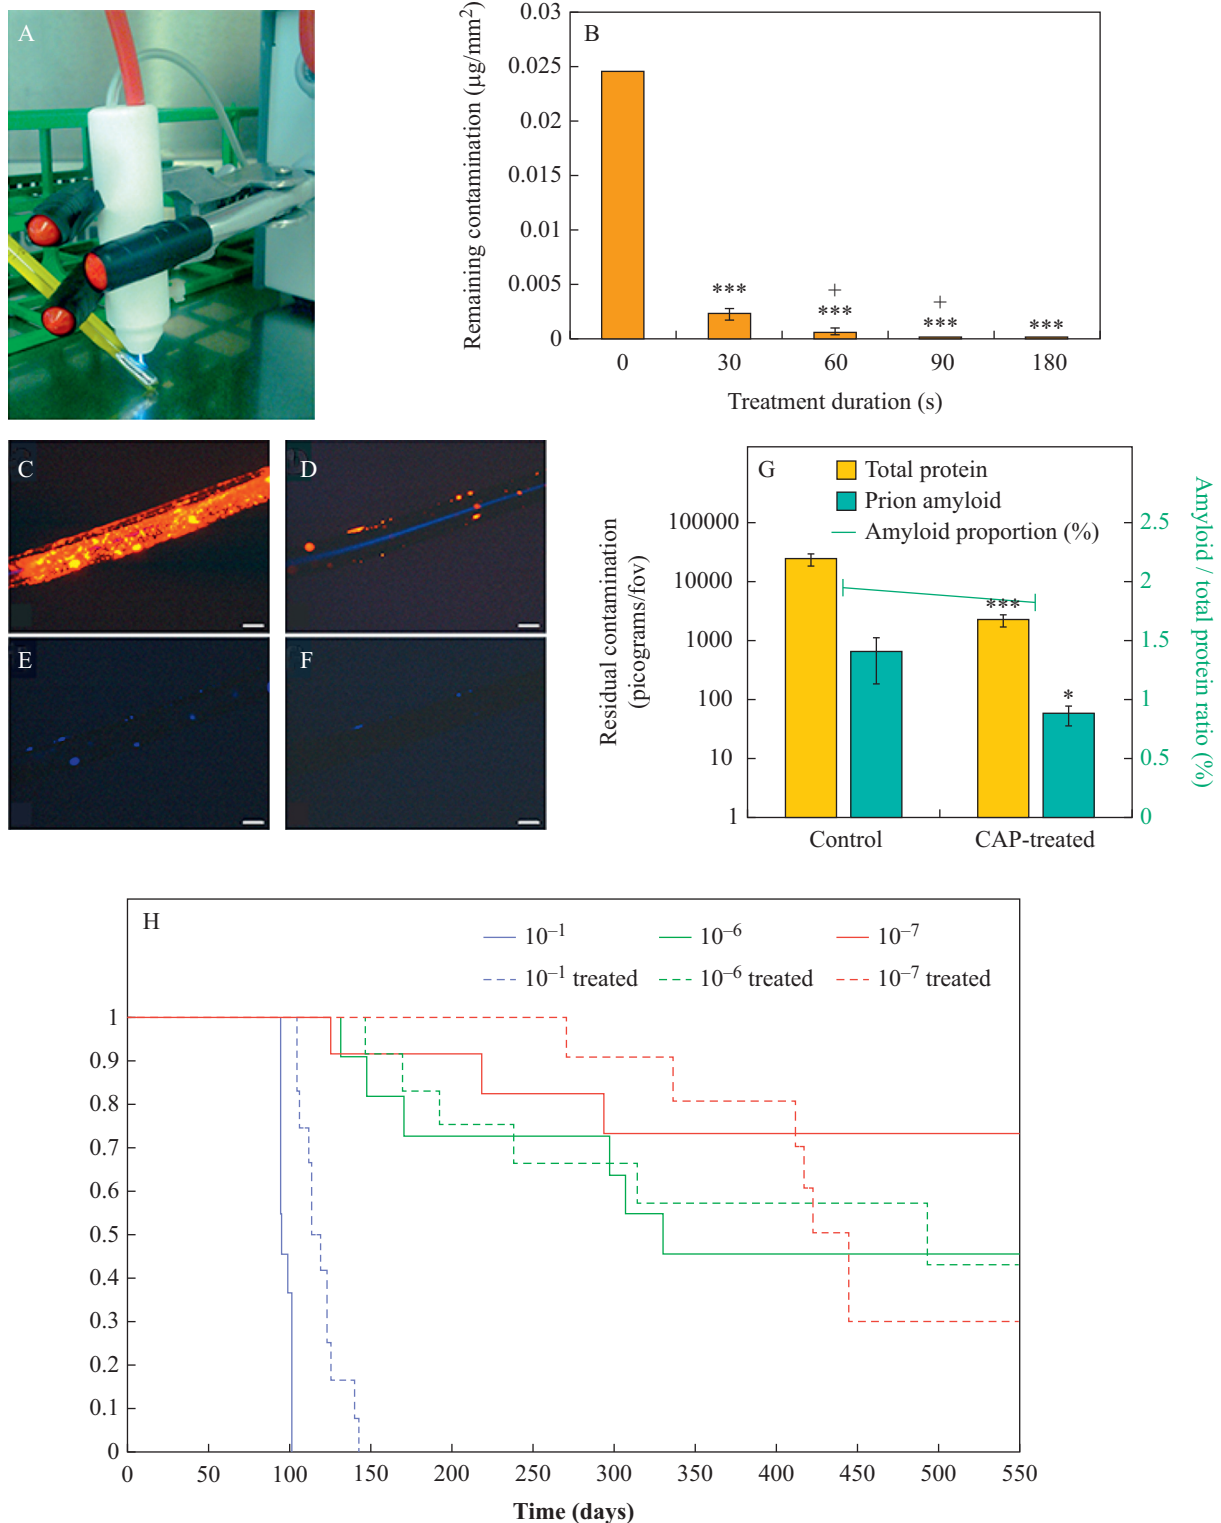 A
B
Remaining contamination (µg/mm²)
0.03
0.025
0.02
0.015
0.01
0.005
0
***
+
***
+
***
***
0
30
60
90
180
Treatment duration (s)
C
D
E
F
G
Total protein
Prion amyloid
Amyloid proportion (%)
Residual contamination
(picograms/fov)
100000
10000
1000
100
10
1
***
*
2.5
2
1.5
1
0.5
0
Amyloid / total protein ratio (%)
Control
CAP-treated
H
10⁻¹
10⁻⁶
10⁻⁷
10⁻¹ treated
10⁻⁶ treated
10⁻⁷ treated
1
0.9
0.8
0.7
0.6
0.5
0.4
0.3
0.2
0.1
0
0
50
100
150
200
250
300
350
400
450
500
550
Time (days)